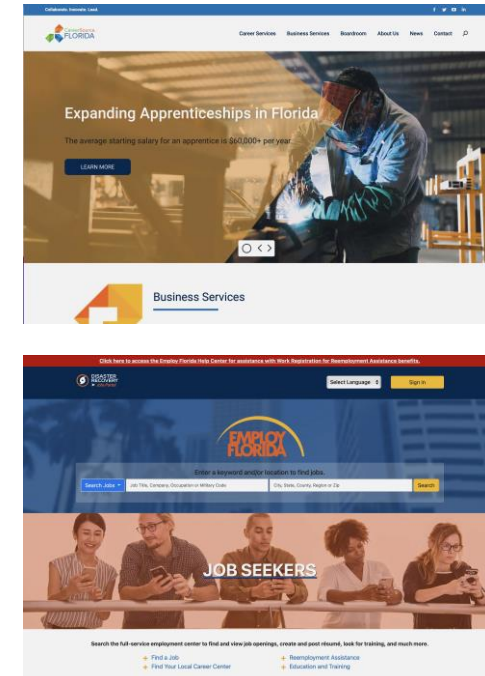 Collaborate. Innovate. Lead.
CareerSource
FLORIDA
Career Services Business Services Boardroom About Us News Contact
Expanding Apprenticeships in Florida
The average starting salary for an apprentice is $60,000+ per year.
LEARN MORE
Business Services
Click here to access the Employ Florida Help Center for assistance with Work Registration for Reemployment Assistance benefits.
DISASTER
RECOVERY
Select Language
Sign In
EMPLOY
FLORIDA
Enter a keyword and/or location to find jobs.
Search Jobs
Job Title, Company, Occupation or Military Code
City, State, County, Region or Zip
Search
JOB SEEKERS
Search the full-service employment center to find and view job openings, create and post résumé, look for training, and much more.
+ Find a Job
+ Reemployment Assistance
+ Find Your Local Career Center
+ Education and Training